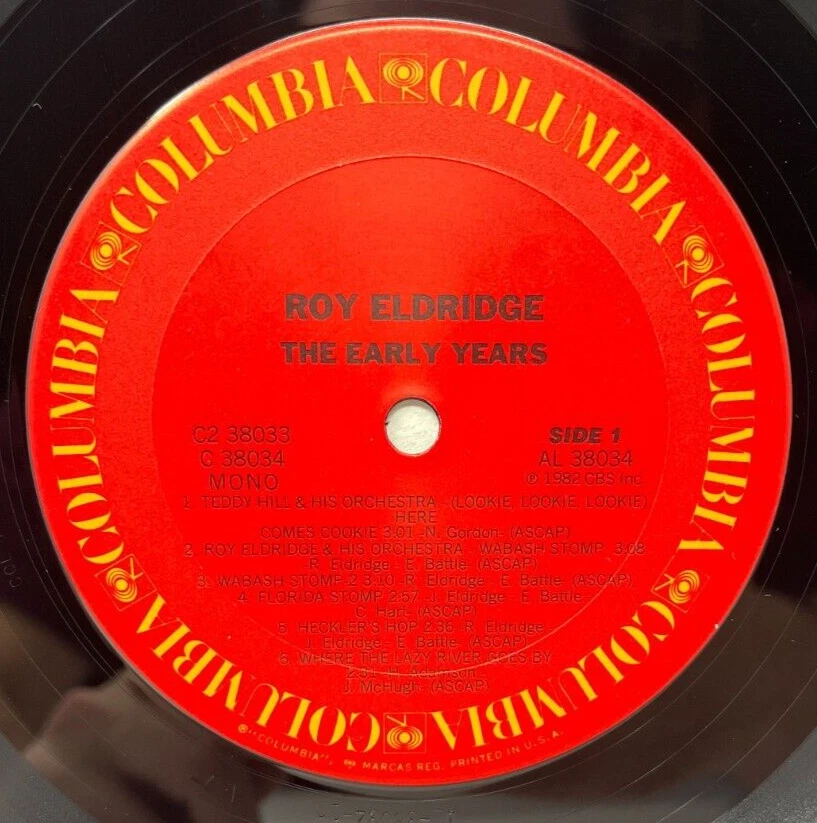 COLUMBIA COLUMBIA COLUMBIA COLUMBIA COLUMBIA COLUMBIA COLUMBIA COLUMBIA
ROY ELDRIDGE
THE EARLY YEARS
C2 38033
C 38034
MONO
SIDE 1
AL 38034
℗ 1982 CBS Inc
1. TEDDY HILL & HIS ORCHESTRA -(LOOKIE, LOOKIE, LOOKIE)
HERE
COMES COOKIE 3:01 -N. Gordon- (ASCAP)
2. ROY ELDRIDGE & HIS ORCHESTRA - WABASH STOMP 3:08
-R. Eldridge - E. Battle- (ASCAP)
3. WABASH STOMP 2 3:10 -R. Eldridge - E. Battle- (ASCAP)
4. FLORIDA STOMP 2:57 -J. Eldridge - E. Battle -
C. Hart- (ASCAP)
5. HECKLER'S HOP 2:36 -R. Eldridge -
J. Eldridge - E. Battle- (ASCAP)
6. WHERE THE LAZY RIVER GOES BY
2:51 -H. Adamson -
J. McHugh- (ASCAP)
® "COLUMBIA", MARCAS REG. PRINTED IN U.S.A.